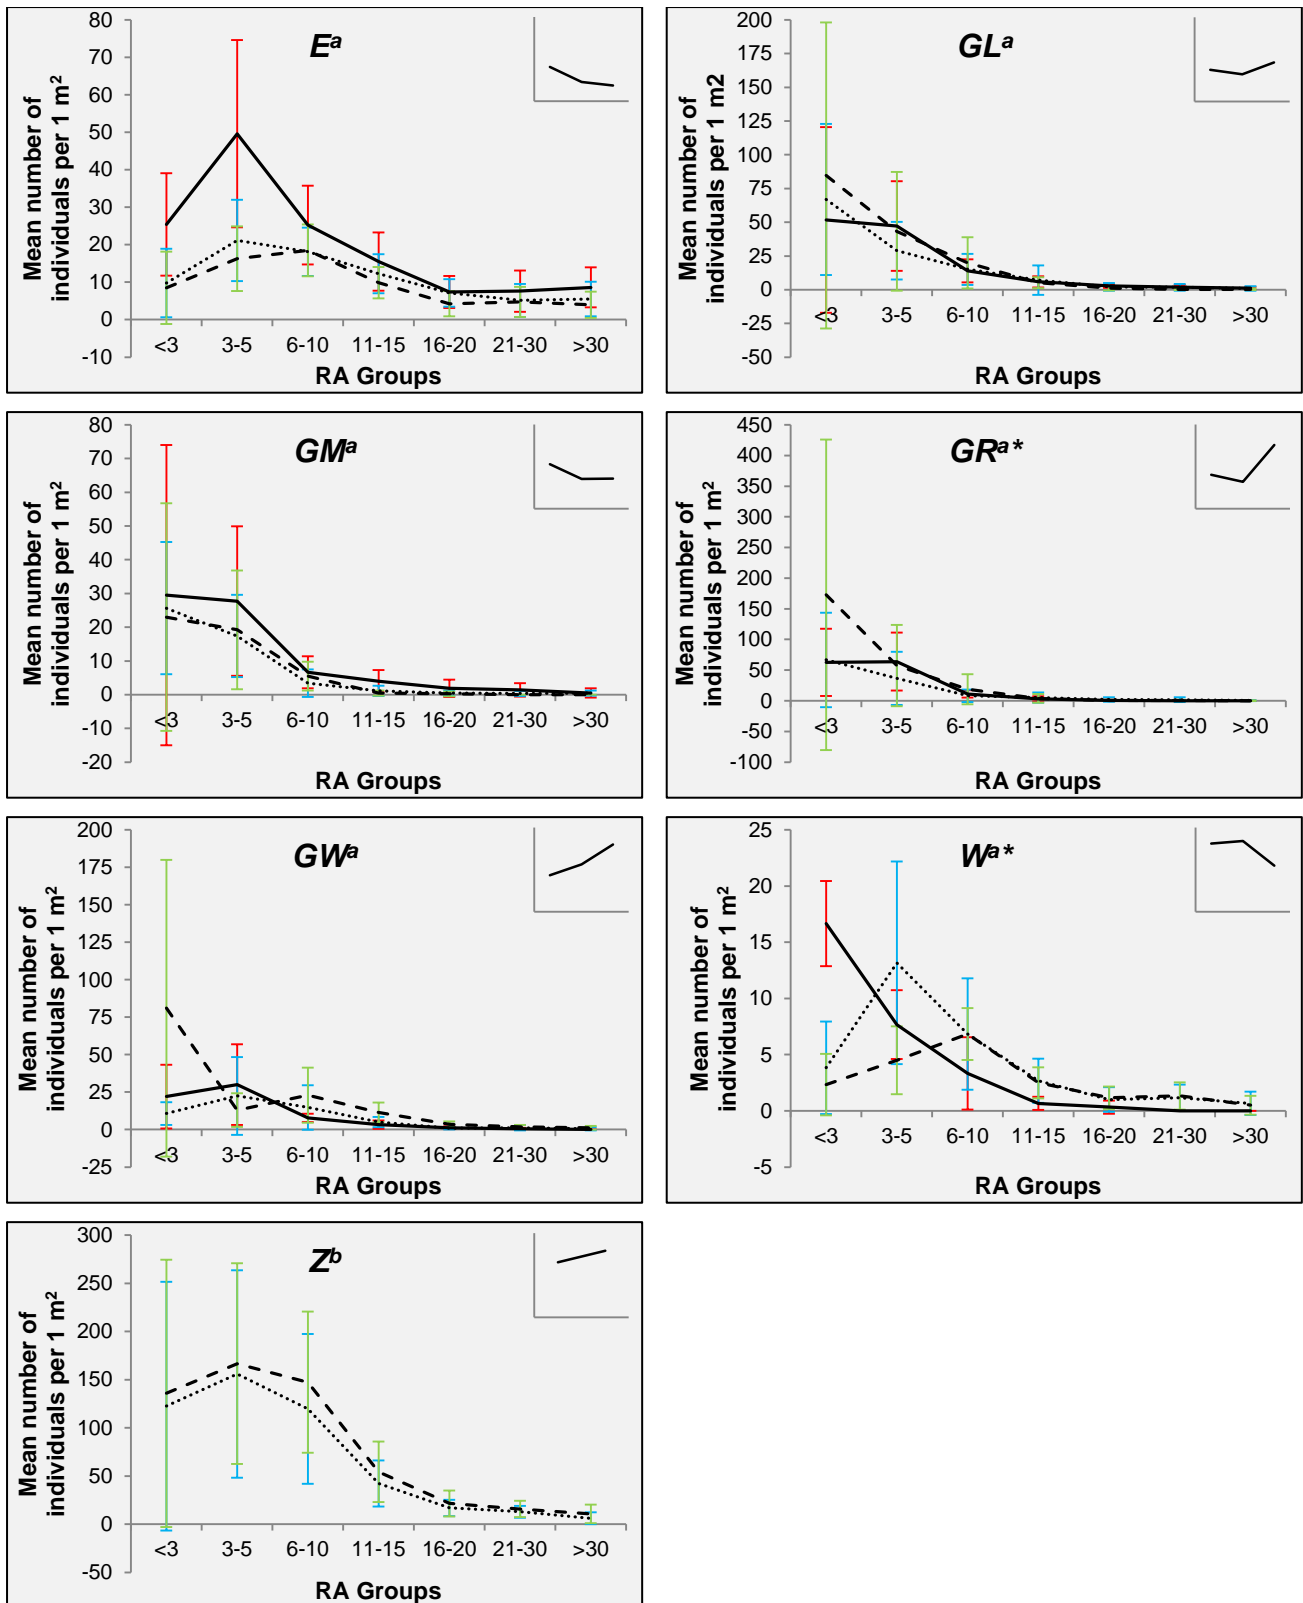 E^a
Mean number of
individuals per 1 m²
80
70
60
50
40
30
20
10
0
-10
<3 3-5 6-10 11-15 16-20 21-30 >30
RA Groups
GL^a
Mean number of
individuals per 1 m2
200
175
150
125
100
75
50
25
0
-25
-50
<3 3-5 6-10 11-15 16-20 21-30 >30
RA Groups
GM^a
Mean number of
individuals per 1 m²
80
70
60
50
40
30
20
10
0
-10
-20
<3 3-5 6-10 11-15 16-20 21-30 >30
RA Groups
GR^a*
Mean number of
individuals per 1 m²
450
400
350
300
250
200
150
100
50
0
-50
-100
<3 3-5 6-10 11-15 16-20 21-30 >30
RA Groups
GW^a
Mean number of
individuals per 1 m²
200
175
150
125
100
75
50
25
0
-25
<3 3-5 6-10 11-15 16-20 21-30 >30
RA Groups
W^a*
Mean number of
individuals per 1 m²
25
20
15
10
5
0
-5
<3 3-5 6-10 11-15 16-20 21-30 >30
RA Groups
Z^b
Mean number of
individuals per 1 m²
300
250
200
150
100
50
0
-50
<3 3-5 6-10 11-15 16-20 21-30 >30
RA Groups